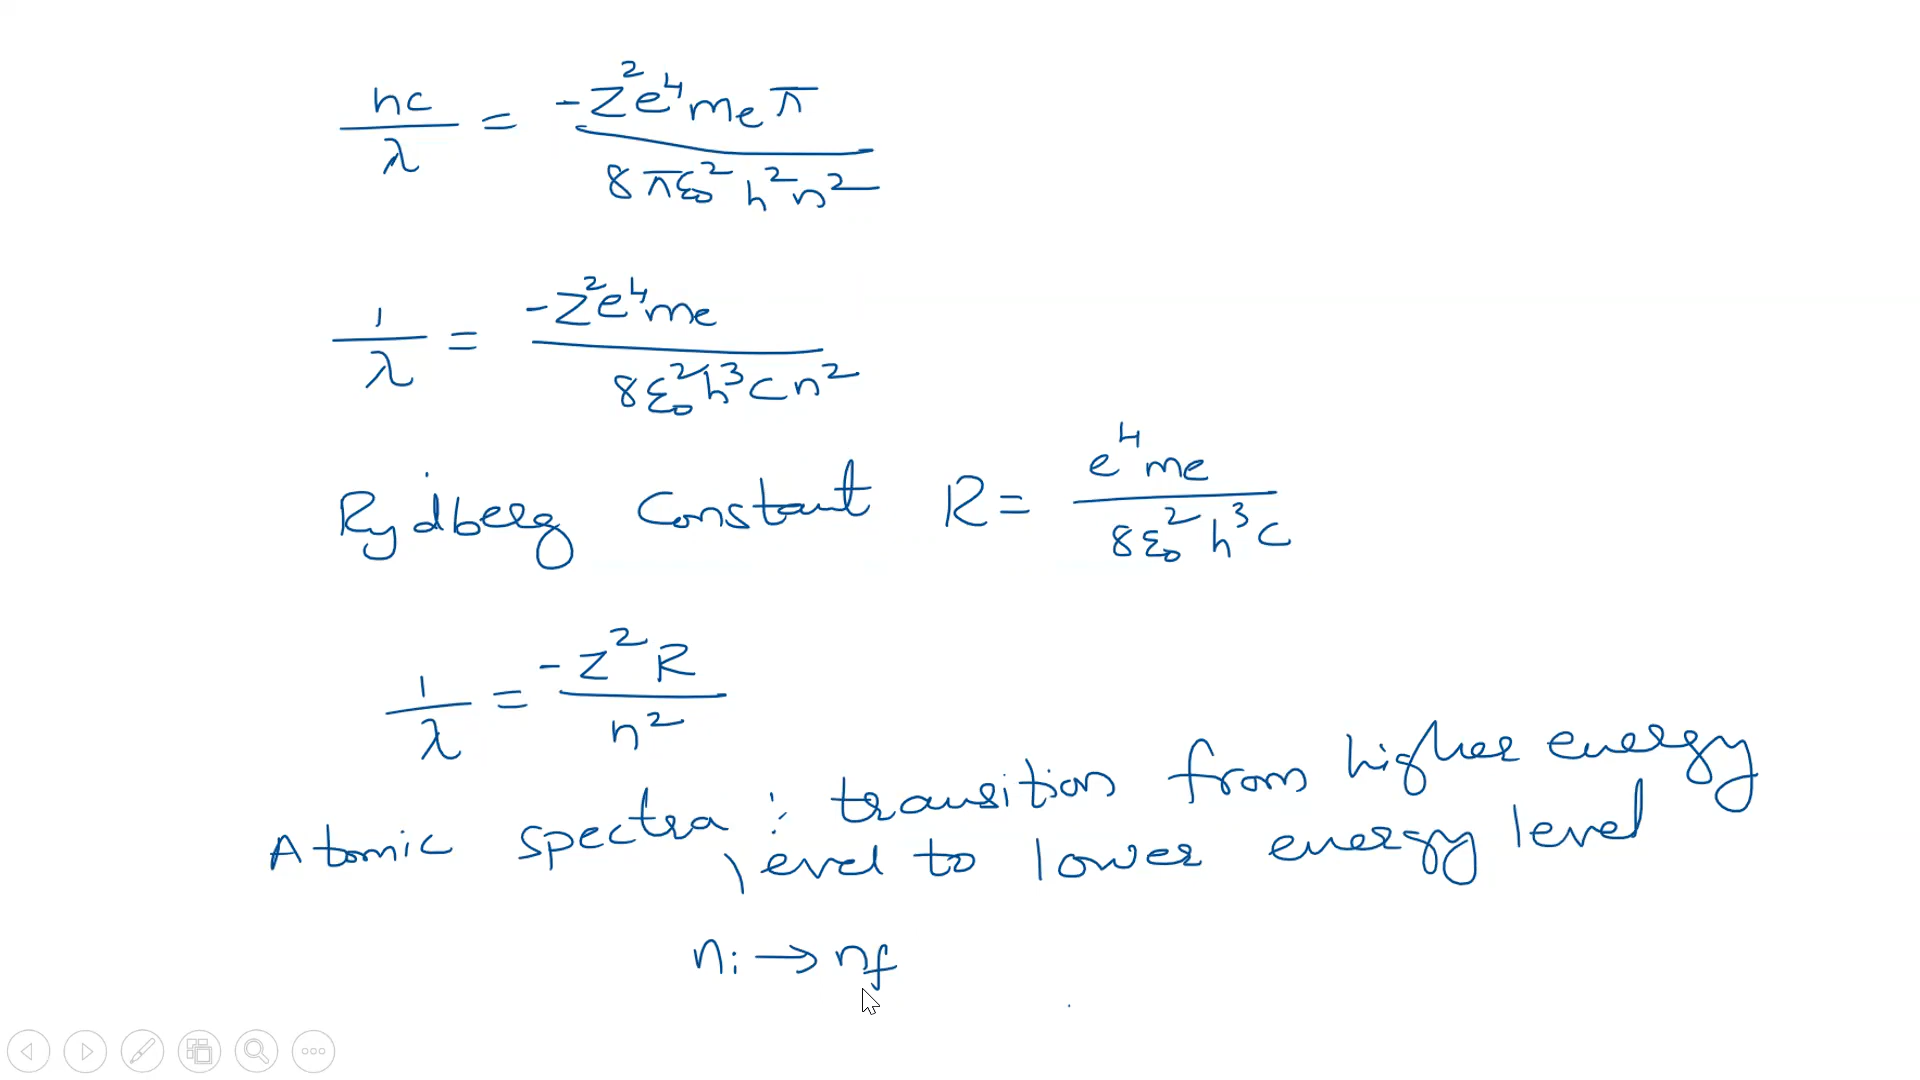 hc/λ = -Z²e⁴me π / 8πε₀²h²n²
1/λ = -Z²e⁴me / 8ε₀²h³cn²
Rydberg Constant R = e⁴me / 8ε₀²h³c
1/λ = -Z²R / n²
Atomic spectra : transition from higher energy
level to lower energy level
ni → nf